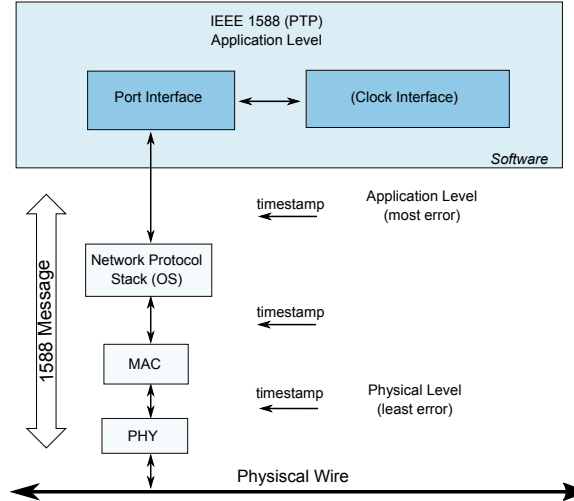 IEEE 1588 (PTP)
Application Level
Port Interface
(Clock Interface)
Software
timestamp
Application Level
(most error)
Network Protocol
Stack (OS)
1588 Message
timestamp
MAC
timestamp
Physical Level
(least error)
PHY
Physiscal Wire